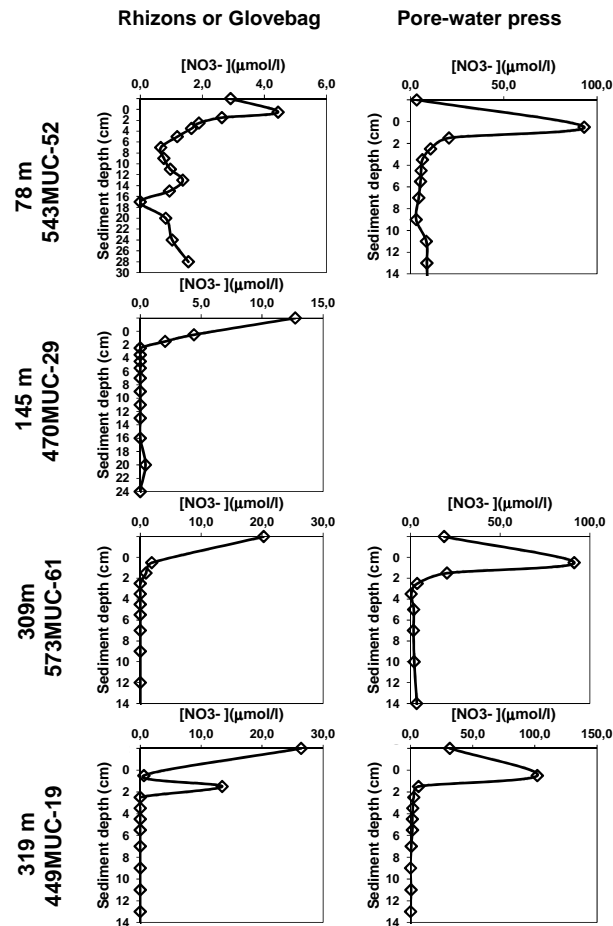 Rhizons or Glovebag
Pore-water press
78 m
543MUC-52
[NO3- ](μmol/l)
0,0 2,0 4,0 6,0
Sediment depth (cm)
0
2
4
6
8
10
12
14
16
18
20
22
24
26
28
30
[NO3- ](μmol/l)
0,0 50,0 100,0
Sediment depth (cm)
0
2
4
6
8
10
12
14
145 m
470MUC-29
[NO3- ](μmol/l)
0,0 5,0 10,0 15,0
Sediment depth (cm)
0
2
4
6
8
10
12
14
16
18
20
22
24
309m
573MUC-61
[NO3- ](μmol/l)
0,0 10,0 20,0 30,0
Sediment depth (cm)
0
2
4
6
8
10
12
14
[NO3- ](μmol/l)
0,0 50,0 100,0
Sediment depth (cm)
0
2
4
6
8
10
12
14
319 m
449MUC-19
[NO3- ](μmol/l)
0,0 10,0 20,0 30,0
Sediment depth (cm)
0
2
4
6
8
10
12
14
[NO3- ](μmol/l)
0,0 50,0 100,0 150,0
Sediment depth (cm)
0
2
4
6
8
10
12
14